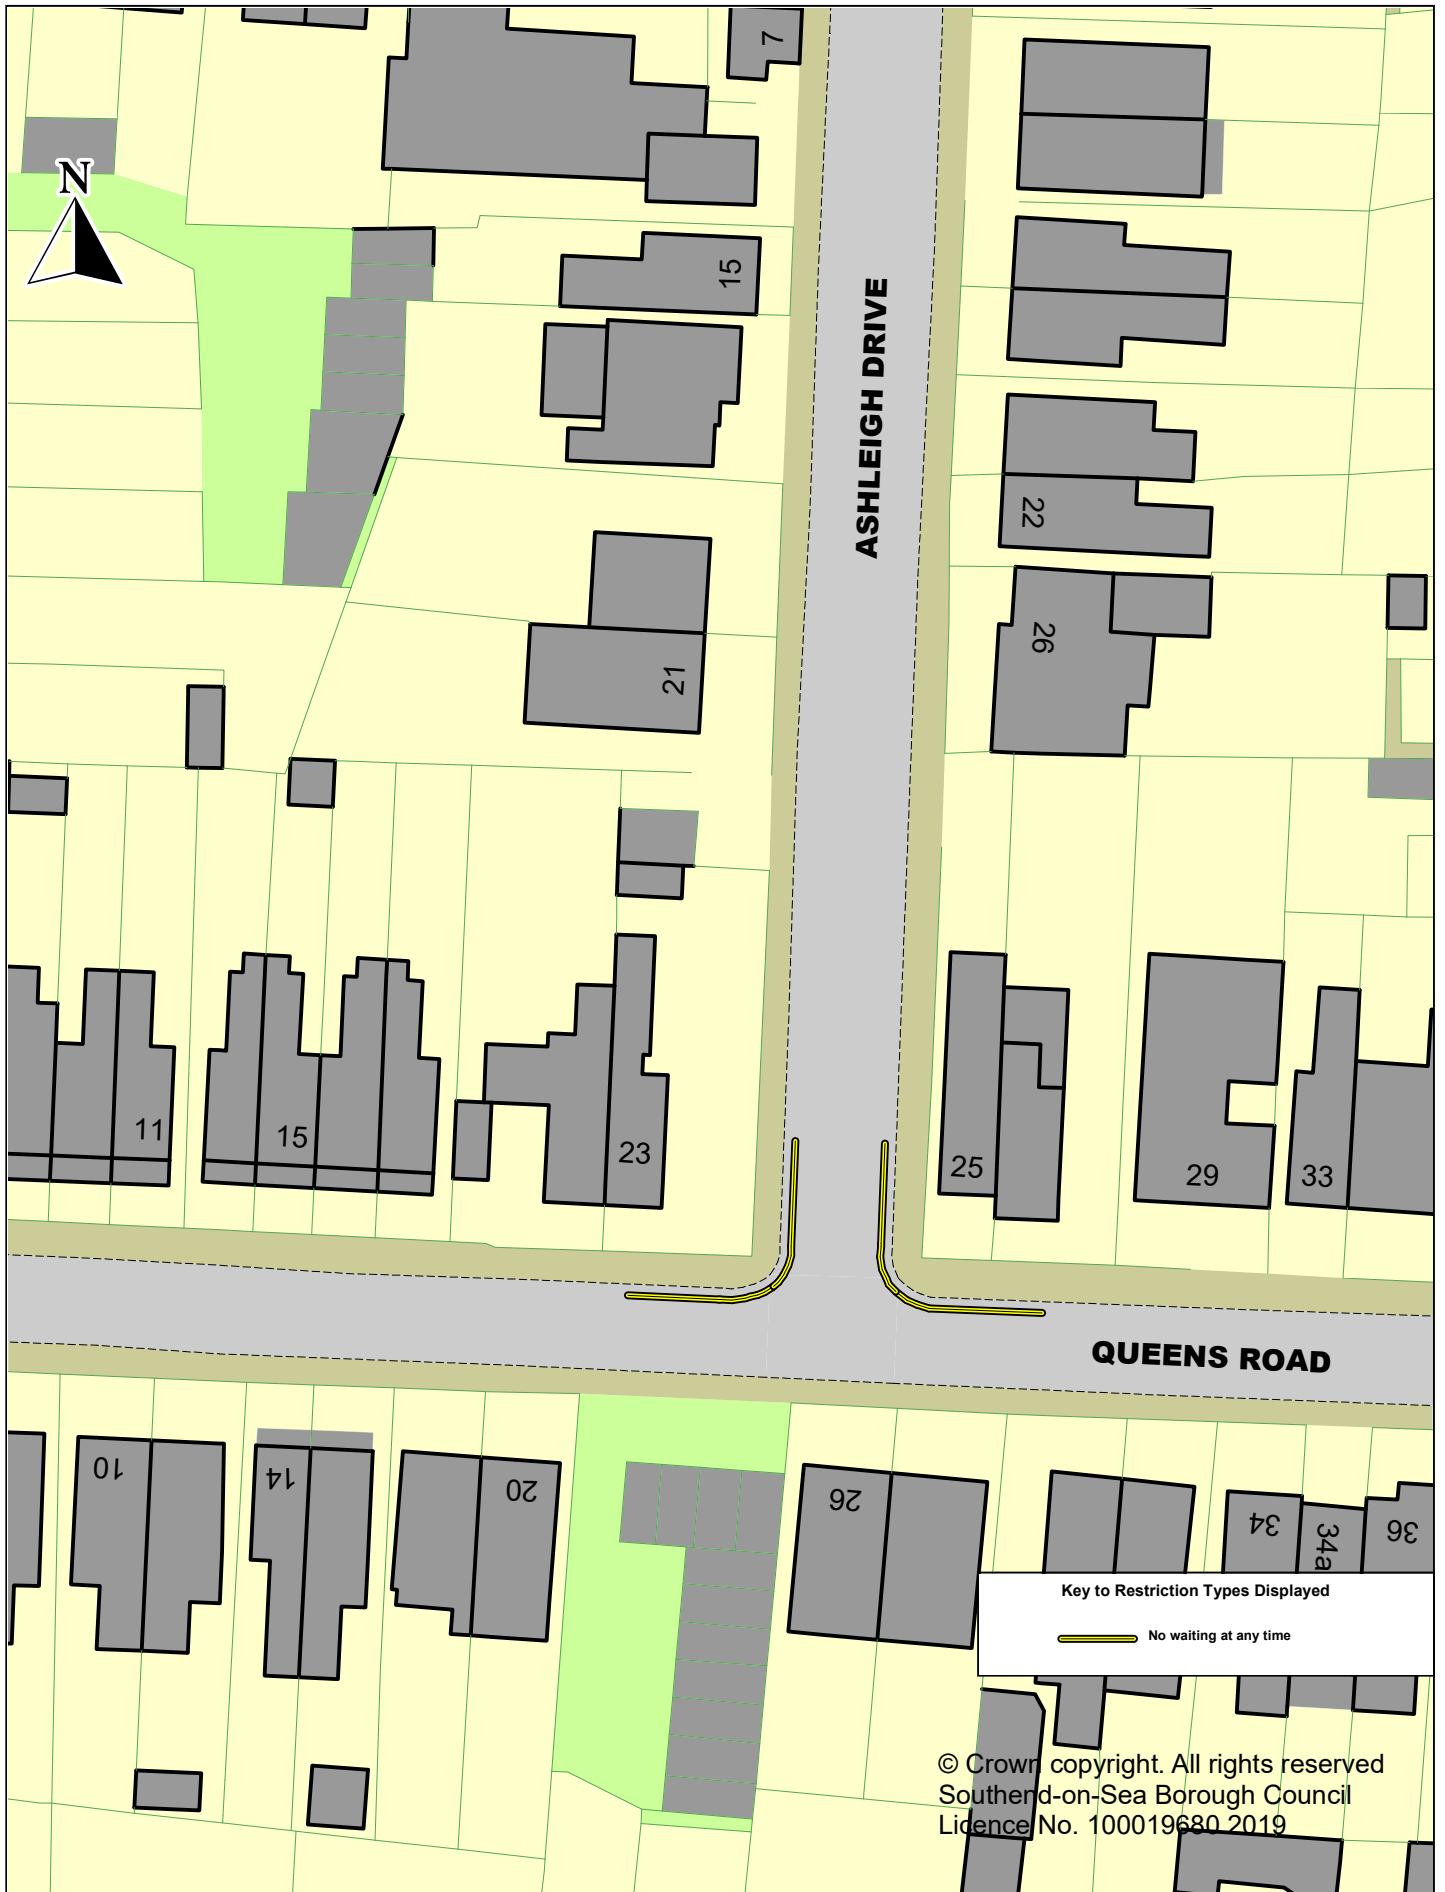 7
N
15
ASHLEIGH DRIVE
22
26
21
11
15
23
25
29
33
QUEENS ROAD
10
14
20
26
34
34a
36
Key to Restriction Types Displayed
No waiting at any time
© Crown copyright. All rights reserved
Southend-on-Sea Borough Council
Licence No. 100019680 2019